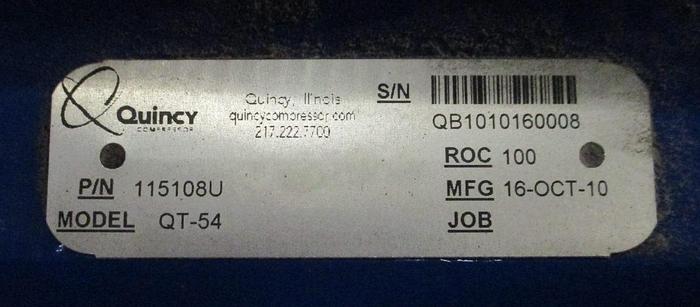 Quincy
COMPRESSOR
Quincy, Illinois
quincycompressor.com
217.222.7700
S/N
QB1010160008
ROC 100
P/N 115108U
MFG 16-OCT-10
MODEL QT-54
JOB